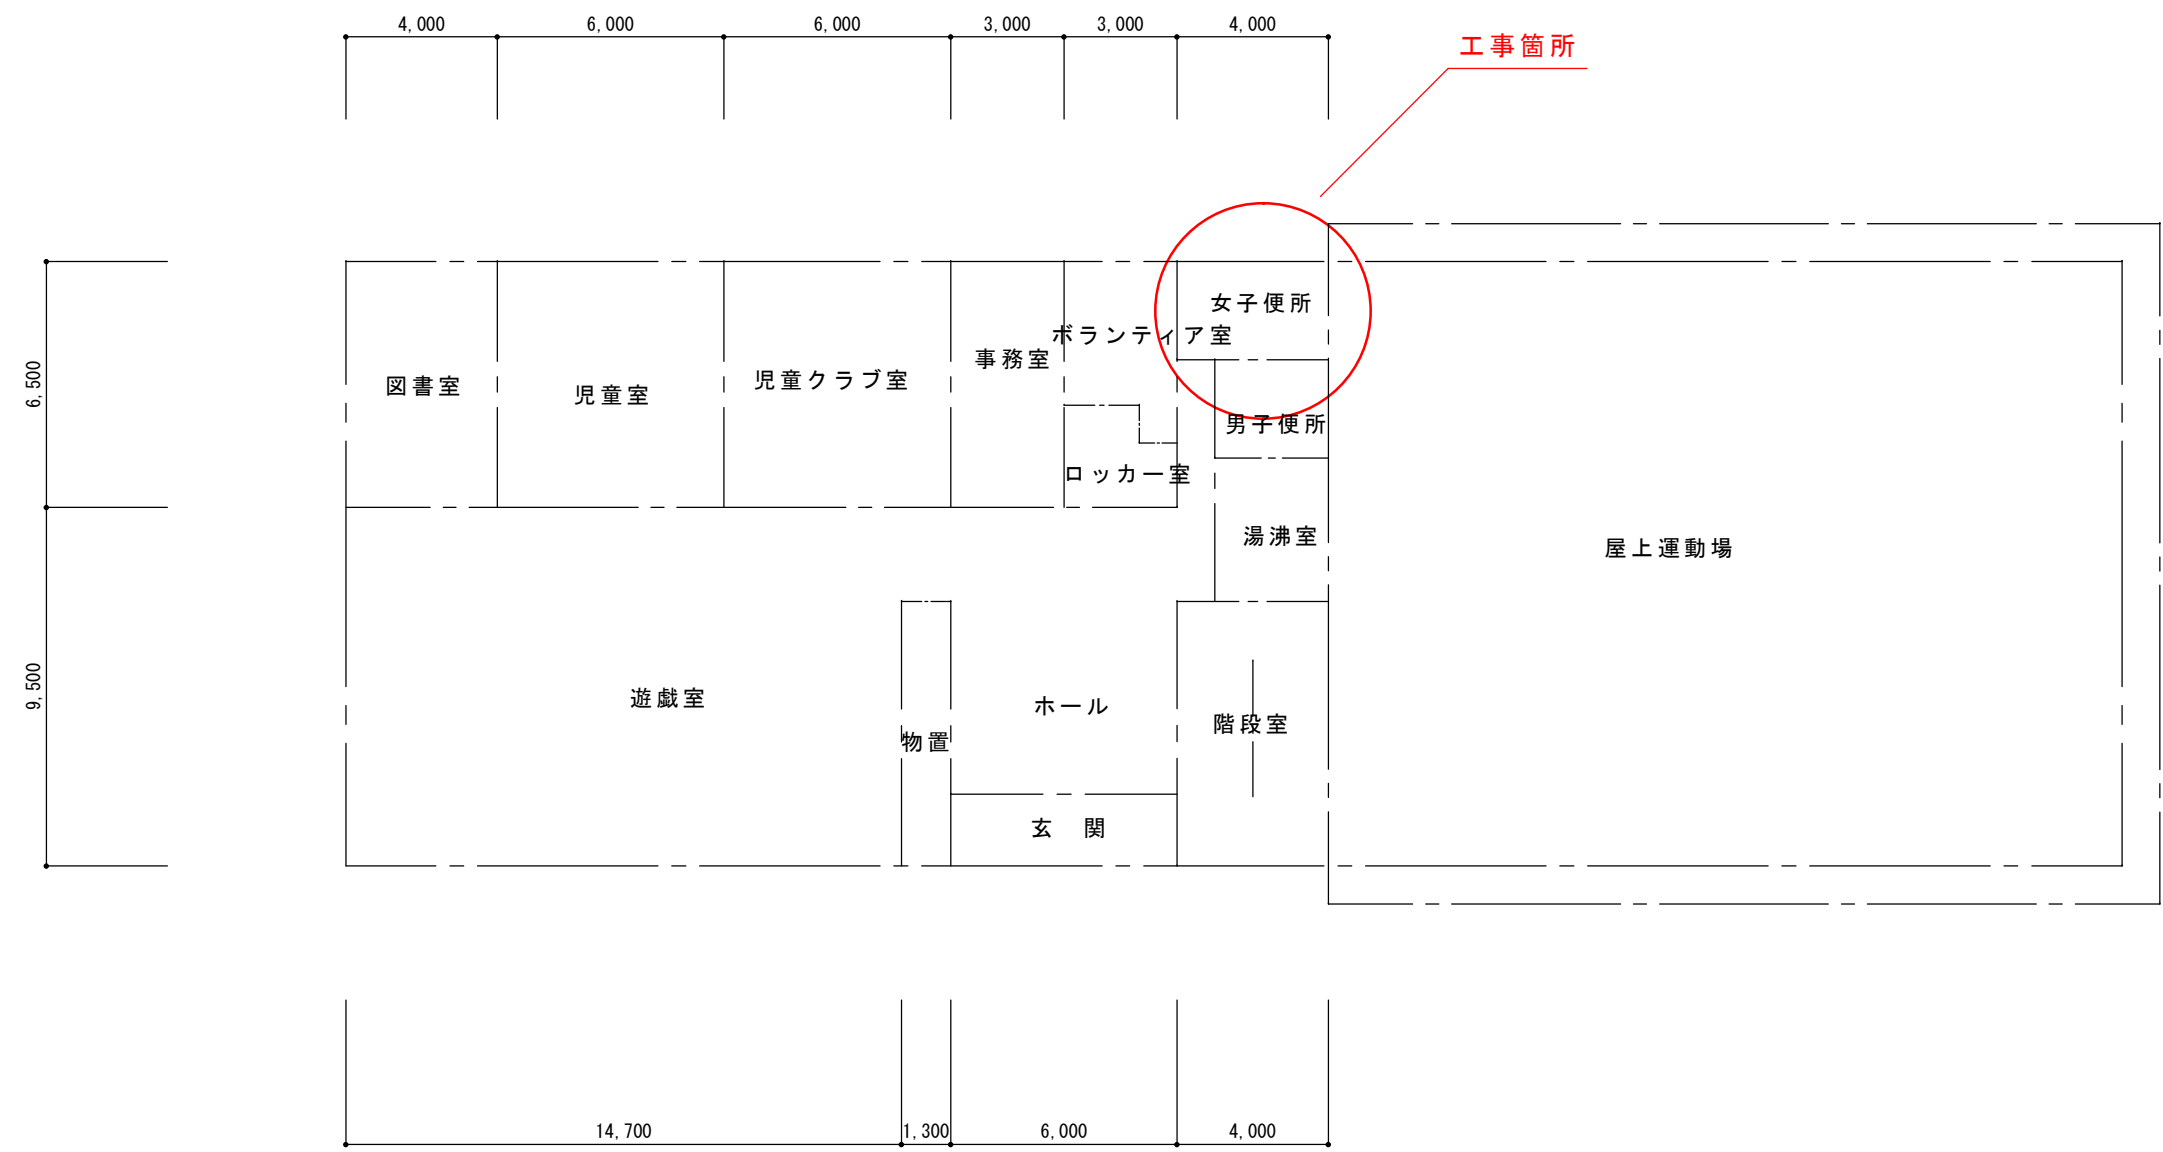 4,000
6,000
6,000
3,000
3,000
4,000
工事箇所
女子便所
ボランティア室
事務室
児童クラブ室
図書室
児童室
6,500
男子便所
ロッカー室
湯沸室
屋上運動場
9,500
遊戯室
ホール
階段室
物置
玄 関
14,700
1,300
6,000
4,000